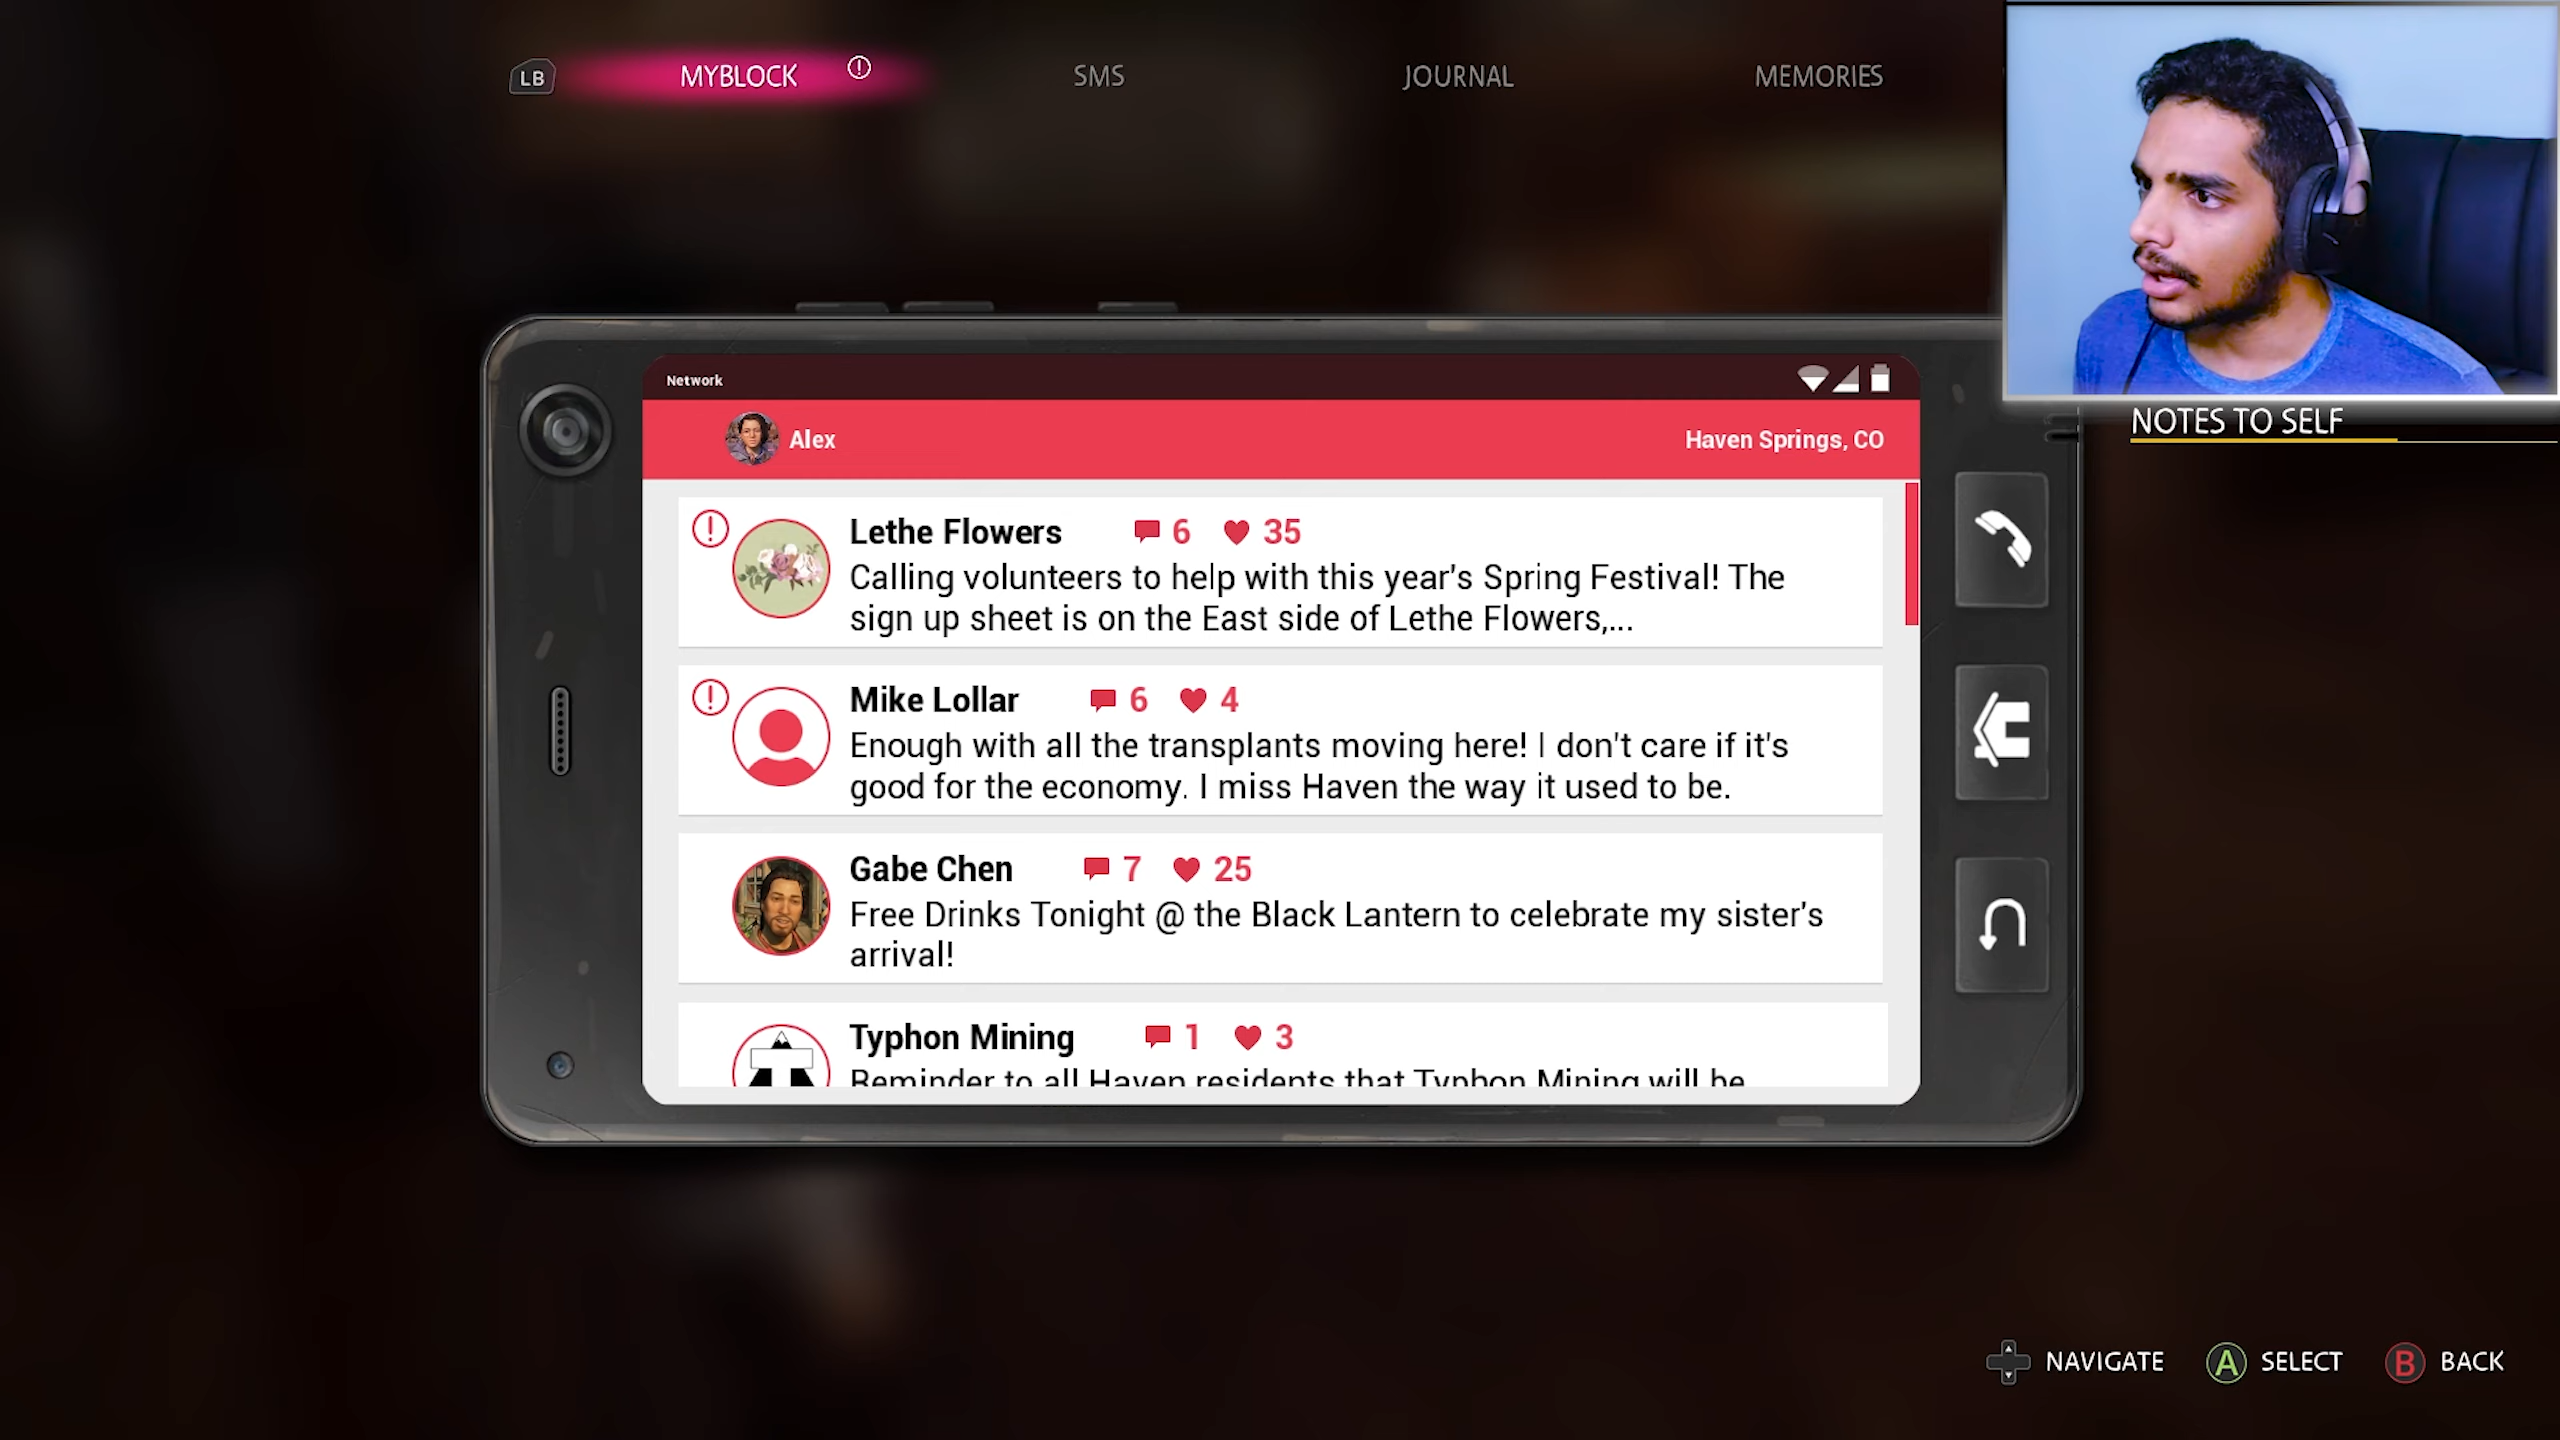 LB MYBLOCK SMS JOURNAL MEMORIES
Network
Alex Haven Springs, CO
NOTES TO SELF
Lethe Flowers 6 35
Calling volunteers to help with this year's Spring Festival! The
sign up sheet is on the East side of Lethe Flowers,...
Mike Lollar 6 4
Enough with all the transplants moving here! I don't care if it's
good for the economy. I miss Haven the way it used to be.
Gabe Chen 7 25
Free Drinks Tonight @ the Black Lantern to celebrate my sister's
arrival!
Typhon Mining 1 3
Reminder to all Haven residents that Typhon Mining will be
NAVIGATE A SELECT B BACK